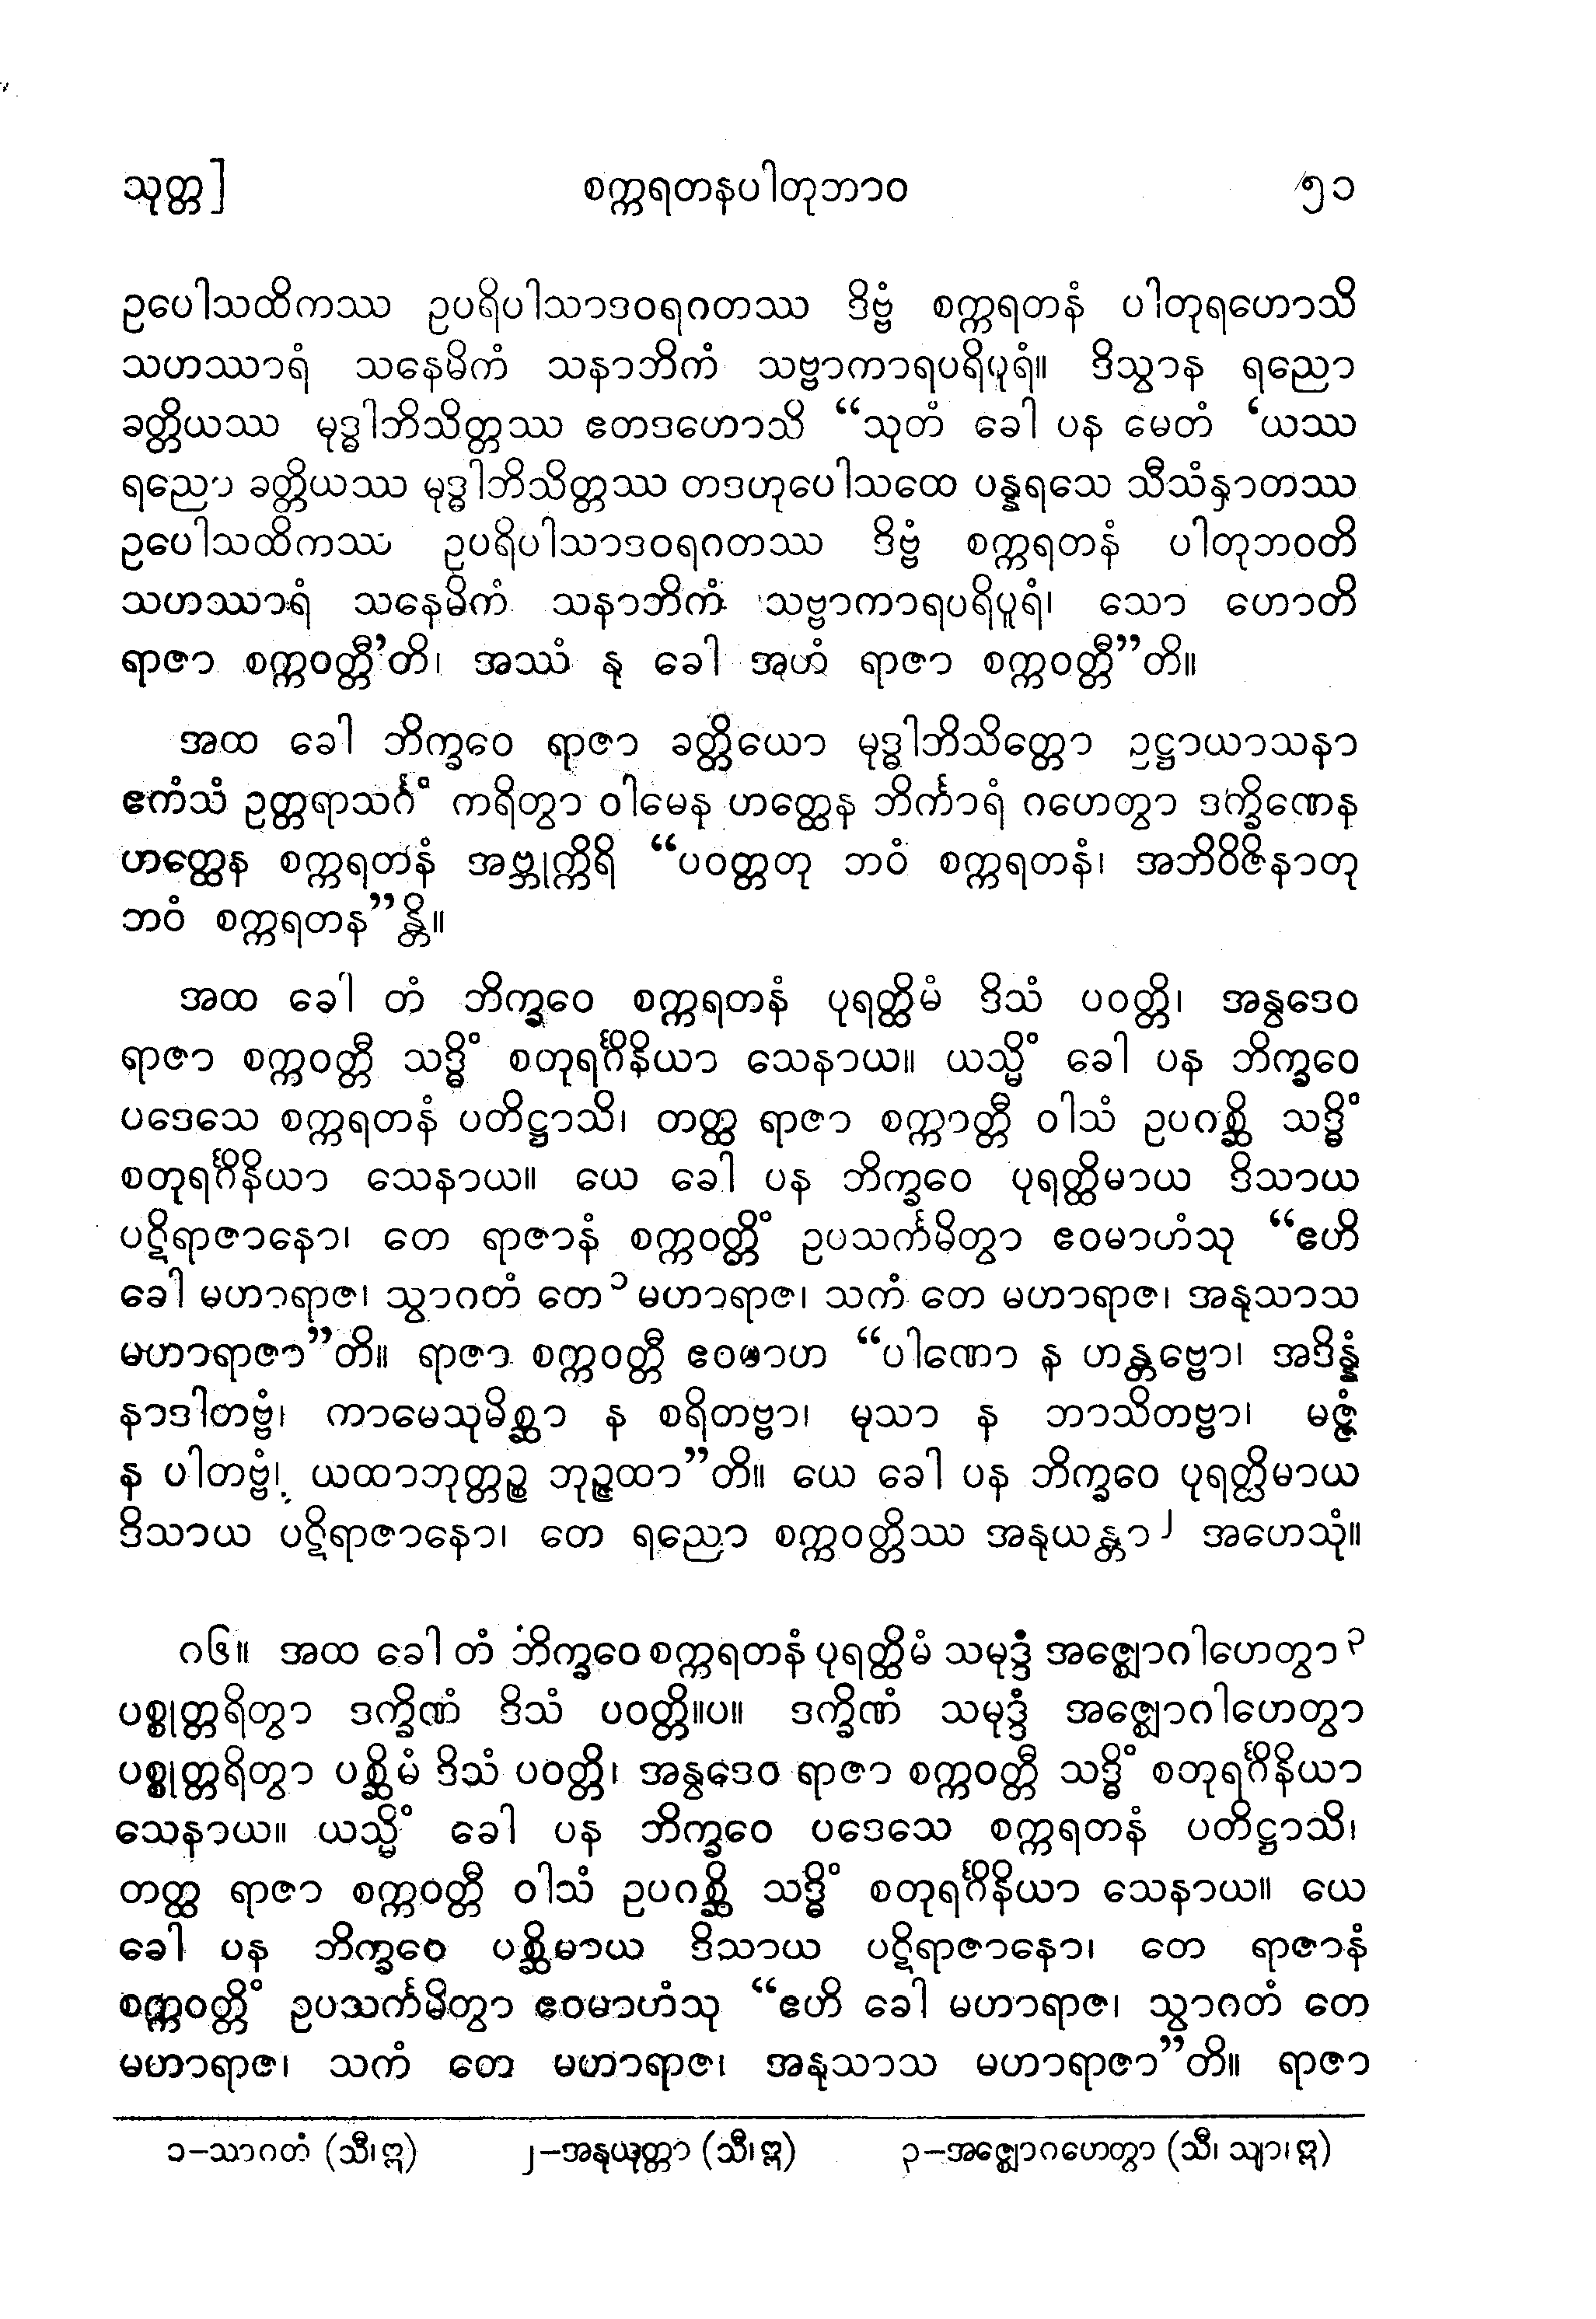 သုတ္တ] စက္ကရတနပါတုဘာဝ ၅၁
ဥပေါသထိကဿ ဥပရိပါသာဒဝရဂတဿ ဒိဗ္ဗံ စက္ကရတနံ ပါတုရဟောသိ
သဟဿာရံ သနေမိကံ သနာဘိကံ သဗ္ဗာကာရပရိပူရံ။ ဒိသွာန ရညော
ခတ္တိယဿ မုဒ္ဓါဘိသိတ္တဿ ဧတဒဟောသိ “သုတံ ခေါ ပန မေတံ ‘ယဿ
ရညော ခတ္တိယဿ မုဒ္ဓါဘိသိတ္တဿ တဒဟုပေါသထေ ပန္နရသေ သီသံနှာတဿ
ဥပေါသထိကဿ ဥပရိပါသာဒဝရဂတဿ ဒိဗ္ဗံ စက္ကရတနံ ပါတုဘဝတိ
သဟဿာရံ သနေမိကံ သနာဘိကံ သဗ္ဗာကာရပရိပူရံ၊ သော ဟောတိ
ရာဇာ စက္ကဝတ္တီ’တိ၊ အဿံ နု ခေါ အဟံ ရာဇာ စက္ကဝတ္တီ”တိ။
အထ ခေါ ဘိက္ခဝေ ရာဇာ ခတ္တိယော မုဒ္ဓါဘိသိတ္တော ဥဋ္ဌာယာသနာ
ဧကံသံ ဥတ္တရာသင်္ဂံ ကရိတွာ ဝါမေန ဟတ္ထေန ဘိင်္ကာရံ ဂဟေတွာ ဒက္ခိဏေန
ဟတ္ထေန စက္ကရတနံ အဗ္ဘုက္ကိရိ “ပဝတ္တတု ဘဝံ စက္ကရတနံ၊ အဘိဝိဇိနာတု
ဘဝံ စက္ကရတန”န္တိ။
အထ ခေါ တံ ဘိက္ခဝေ စက္ကရတနံ ပုရတ္ထိမံ ဒိသံ ပဝတ္တိ၊ အနွဒေဝ
ရာဇာ စက္ကဝတ္တီ သဒ္ဓိံ စတုရင်္ဂိနိယာ သေနာယ။ ယသ္မိံ ခေါ ပန ဘိက္ခဝေ
ပဒေသေ စက္ကရတနံ ပတိဋ္ဌာသိ၊ တတ္ထ ရာဇာ စက္ကာတ္တီ ဝါသံ ဥပဂစ္ဆိ သဒ္ဓိံ
စတုရင်္ဂိနိယာ သေနာယ။ ယေ ခေါ ပန ဘိက္ခဝေ ပုရတ္ထိမာယ ဒိသာယ
ပဋိရာဇာနော၊ တေ ရာဇာနံ စက္ကဝတ္တိံ ဥပသင်္ကမိတွာ ဧဝမာဟံသု “ဧဟိ
ခေါ မဟာရာဇ၊ သွာဂတံ တေ ၁ မဟာရာဇ၊ သကံ တေ မဟာရာဇ၊ အနုသာသ
မဟာရာဇာ”တိ။ ရာဇာ စက္ကဝတ္တီ ဧဝမာဟ “ပါဏော န ဟန္တဗ္ဗော၊ အဒိန္နံ
နာဒါတဗ္ဗံ၊ ကာမေသုမိစ္ဆာ န စရိတဗ္ဗာ၊ မုသာ န ဘာသိတဗ္ဗာ၊ မဇ္ဇံ
န ပါတဗ္ဗံ၊ ယထာဘုတ္တဉ္စ ဘုဉ္ဇထာ”တိ။ ယေ ခေါ ပန ဘိက္ခဝေ ပုရတ္ထိမာယ
ဒိသာယ ပဋိရာဇာနော၊ တေ ရညော စက္ကဝတ္တိဿ အနုယန္တာ ၂ အဟေသုံ။
၈၆။ အထ ခေါ တံ ဘိက္ခဝေ စက္ကရတနံ ပုရတ္ထိမံ သမုဒ္ဒံ အဇ္ဈောဂါဟေတွာ ၃
ပစ္စုတ္တရိတွာ ဒက္ခိဏံ ဒိသံ ပဝတ္တိ။ပ။ ဒက္ခိဏံ သမုဒ္ဒံ အဇ္ဈောဂါဟေတွာ
ပစ္စုတ္တရိတွာ ပစ္ဆိမံ ဒိသံ ပဝတ္တိ၊ အနွဒေဝ ရာဇာ စက္ကဝတ္တီ သဒ္ဓိံ စတုရင်္ဂိနိယာ
သေနာယ။ ယသ္မိံ ခေါ ပန ဘိက္ခဝေ ပဒေသေ စက္ကရတနံ ပတိဋ္ဌာသိ၊
တတ္ထ ရာဇာ စက္ကဝတ္တီ ဝါသံ ဥပဂစ္ဆိ သဒ္ဓိံ စတုရင်္ဂိနိယာ သေနာယ။ ယေ
ခေါ ပန ဘိက္ခဝေ ပစ္ဆိမာယ ဒိသာယ ပဋိရာဇာနော၊ တေ ရာဇာနံ
စက္ကဝတ္တိံ ဥပသင်္ကမိတွာ ဧဝမာဟံသု “ဧဟိ ခေါ မဟာရာဇ၊ သွာဂတံ တေ
မဟာရာဇ၊ သကံ တေ မဟာရာဇ၊ အနုသာသ မဟာရာဇာ”တိ။ ရာဇာ
၁–သာဂတံ (သီ၊ဣ) ၂–အနုယုတ္တာ (သီ၊ဣ) ၃–အဇ္ဈောဂဟေတွာ (သီ၊ သျာ၊ဣ)